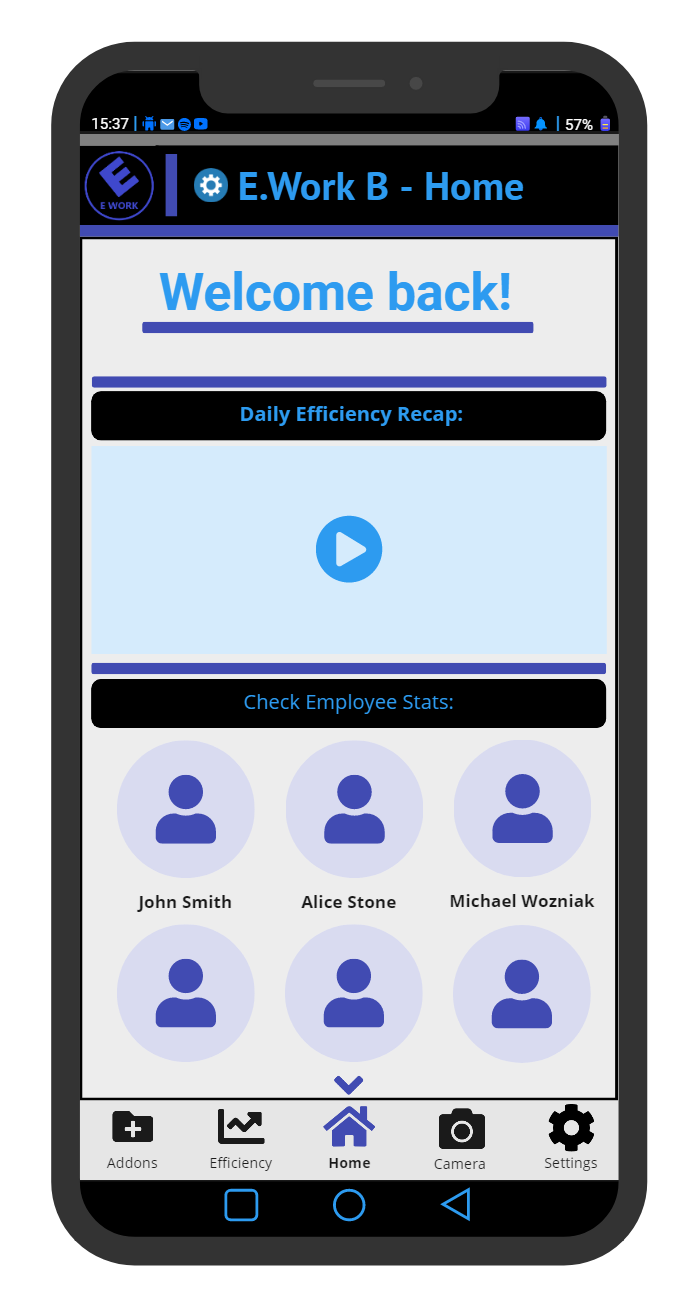 15:37
57%
E
E WORK
E.Work B - Home
Welcome back!
Daily Efficiency Recap:
Check Employee Stats:
John Smith
Alice Stone
Michael Wozniak
Addons
Efficiency
Home
Camera
Settings